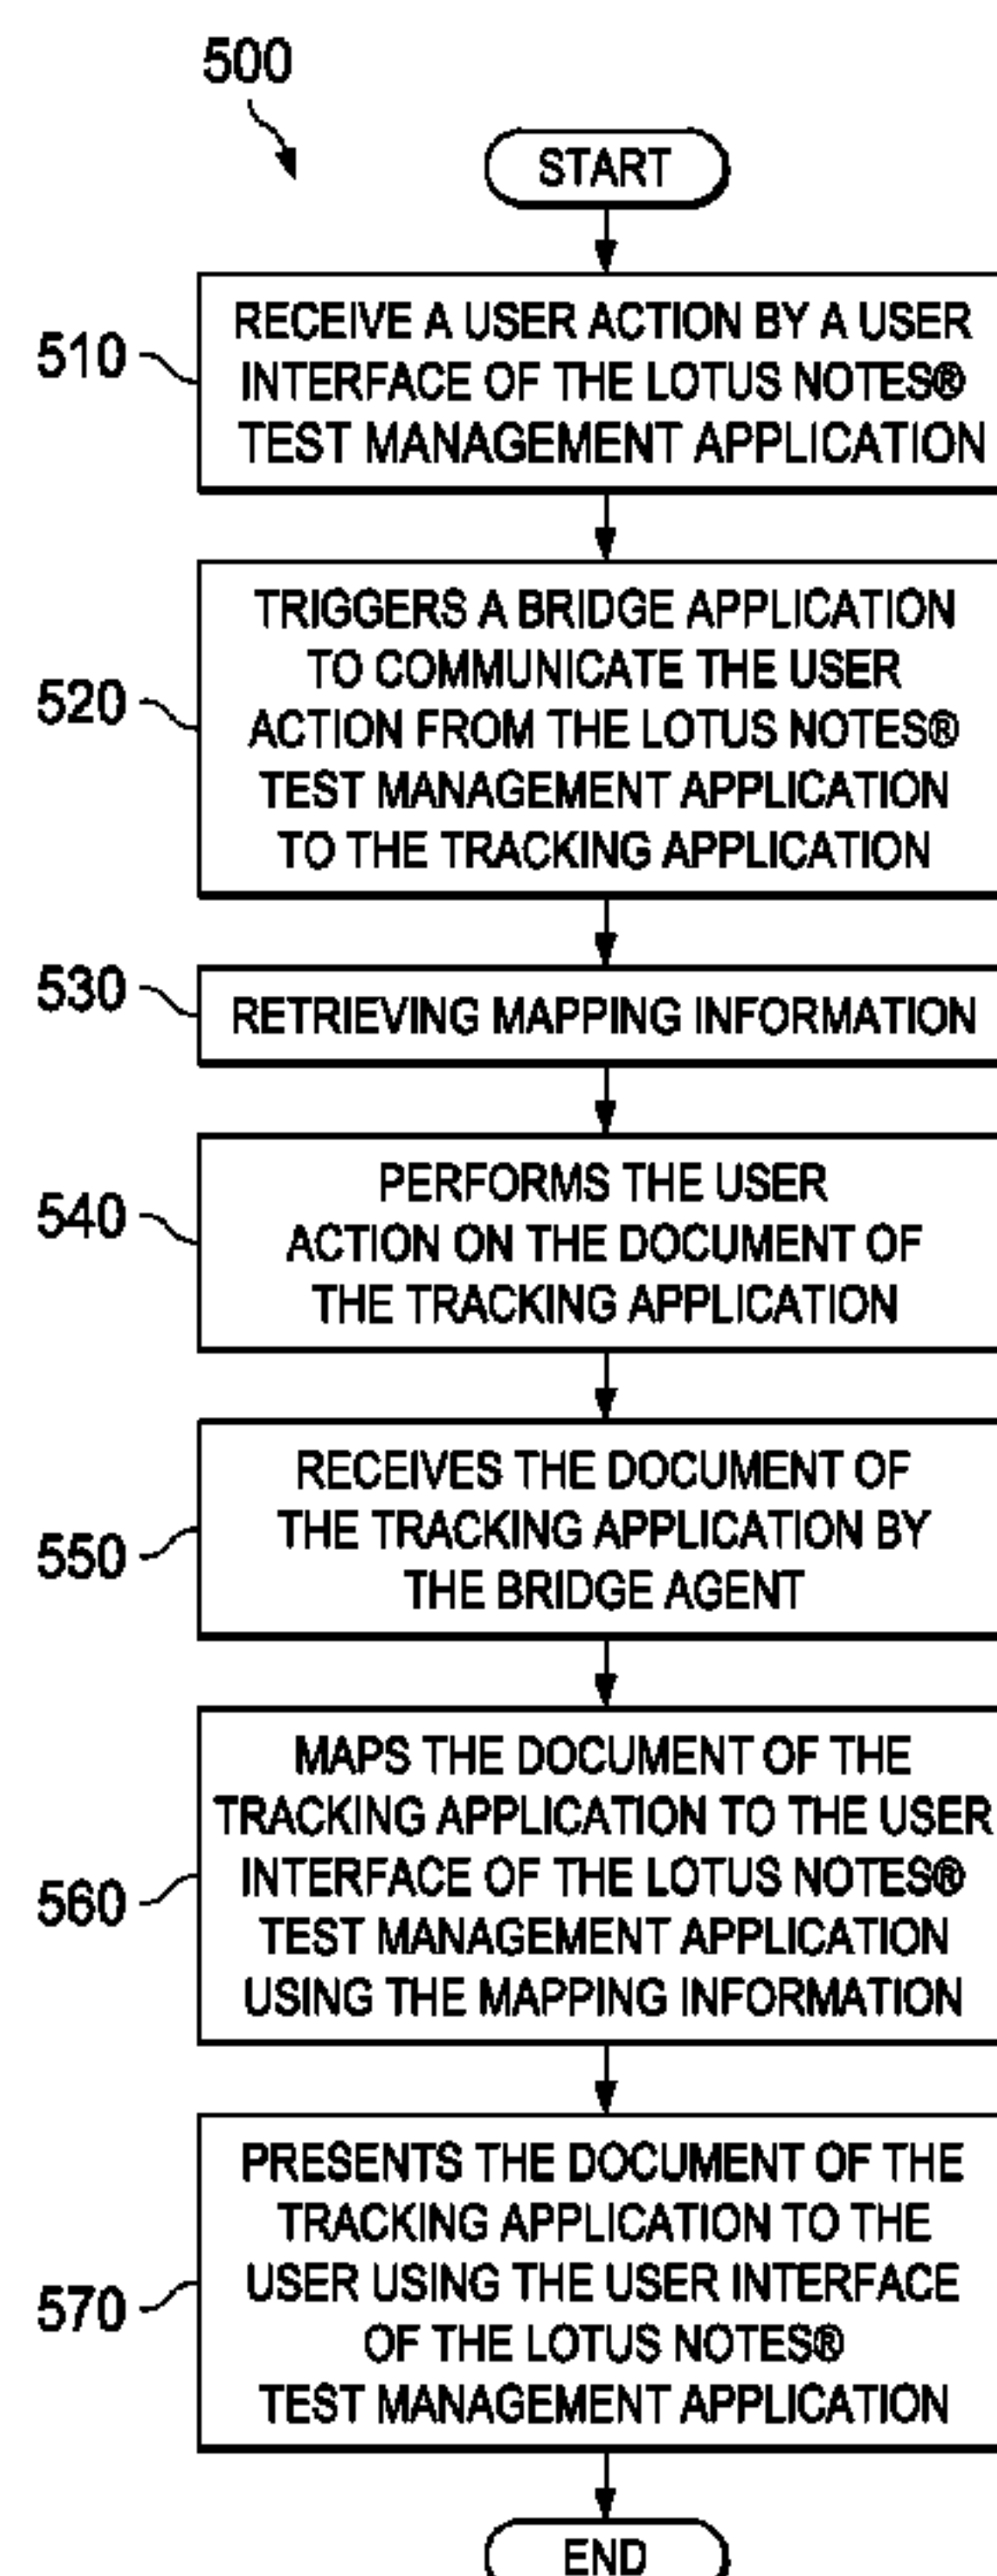 500
START
510
RECEIVE A USER ACTION BY A USER
INTERFACE OF THE LOTUS NOTES®
TEST MANAGEMENT APPLICATION
520
TRIGGERS A BRIDGE APPLICATION
TO COMMUNICATE THE USER
ACTION FROM THE LOTUS NOTES®
TEST MANAGEMENT APPLICATION
TO THE TRACKING APPLICATION
530
RETRIEVING MAPPING INFORMATION
540
PERFORMS THE USER
ACTION ON THE DOCUMENT OF
THE TRACKING APPLICATION
550
RECEIVES THE DOCUMENT OF
THE TRACKING APPLICATION BY
THE BRIDGE AGENT
560
MAPS THE DOCUMENT OF THE
TRACKING APPLICATION TO THE USER
INTERFACE OF THE LOTUS NOTES®
TEST MANAGEMENT APPLICATION
USING THE MAPPING INFORMATION
570
PRESENTS THE DOCUMENT OF THE
TRACKING APPLICATION TO THE
USER USING THE USER INTERFACE
OF THE LOTUS NOTES®
TEST MANAGEMENT APPLICATION
END